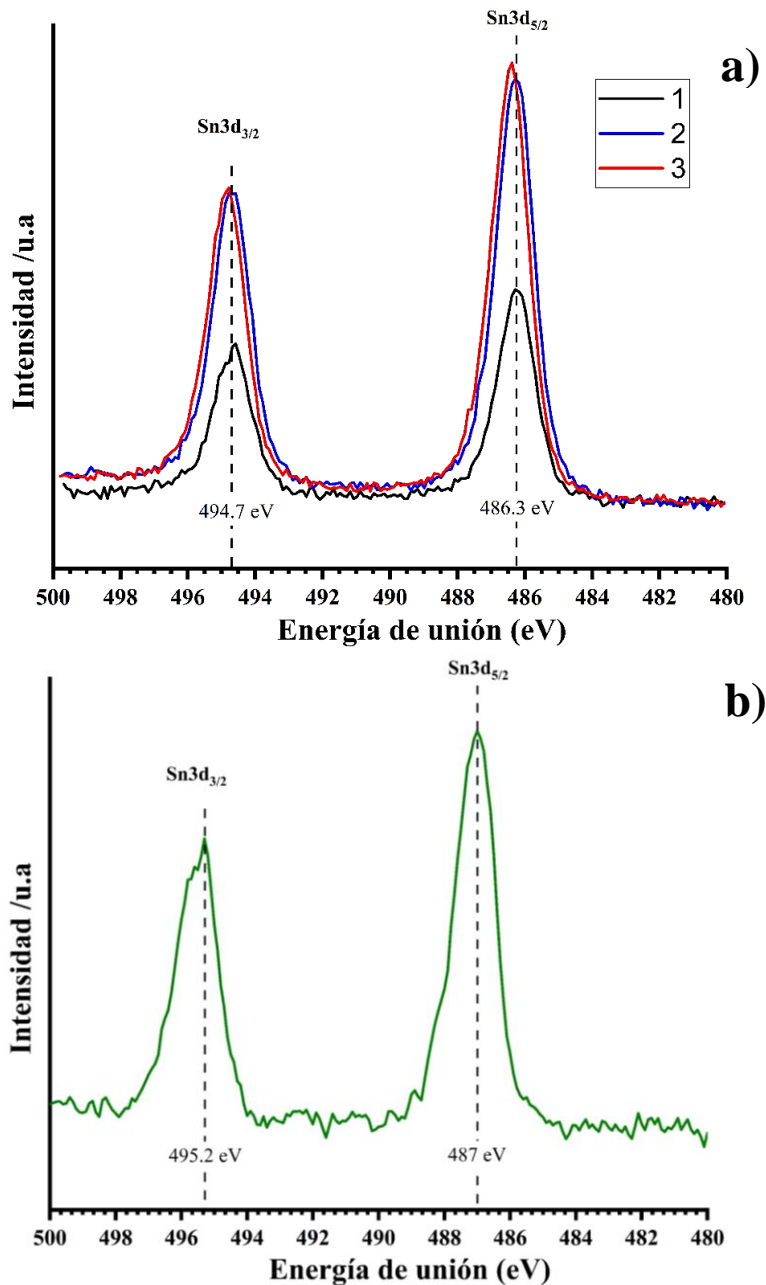 a)
Sn3d5/2
Sn3d3/2
1
2
3
Intensidad /u.a
494.7 eV
486.3 eV
500 498 496 494 492 490 488 486 484 482 480
Energía de unión (eV)
b)
Sn3d5/2
Sn3d3/2
Intensidad /u.a
495.2 eV
487 eV
500 498 496 494 492 490 488 486 484 482 480
Energía de unión (eV)